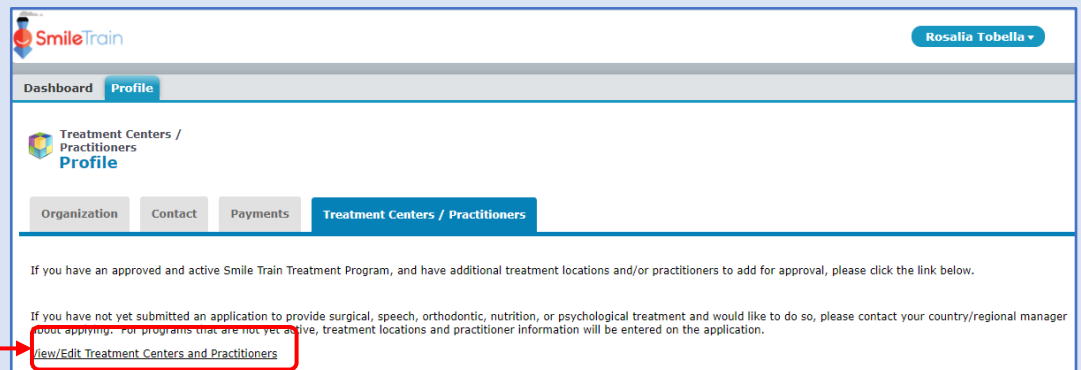 SmileTrain
Rosalia Tobella
Dashboard Profile
Treatment Centers /
Practitioners
Profile
Organization Contact Payments Treatment Centers / Practitioners
If you have an approved and active Smile Train Treatment Program, and have additional treatment locations and/or practitioners to add for approval, please click the link below.
If you have not yet submitted an application to provide surgical, speech, orthodontic, nutrition, or psychological treatment and would like to do so, please contact your country/regional manager
about applying. For programs that are not yet active, treatment locations and practitioner information will be entered on the application.
View/Edit Treatment Centers and Practitioners